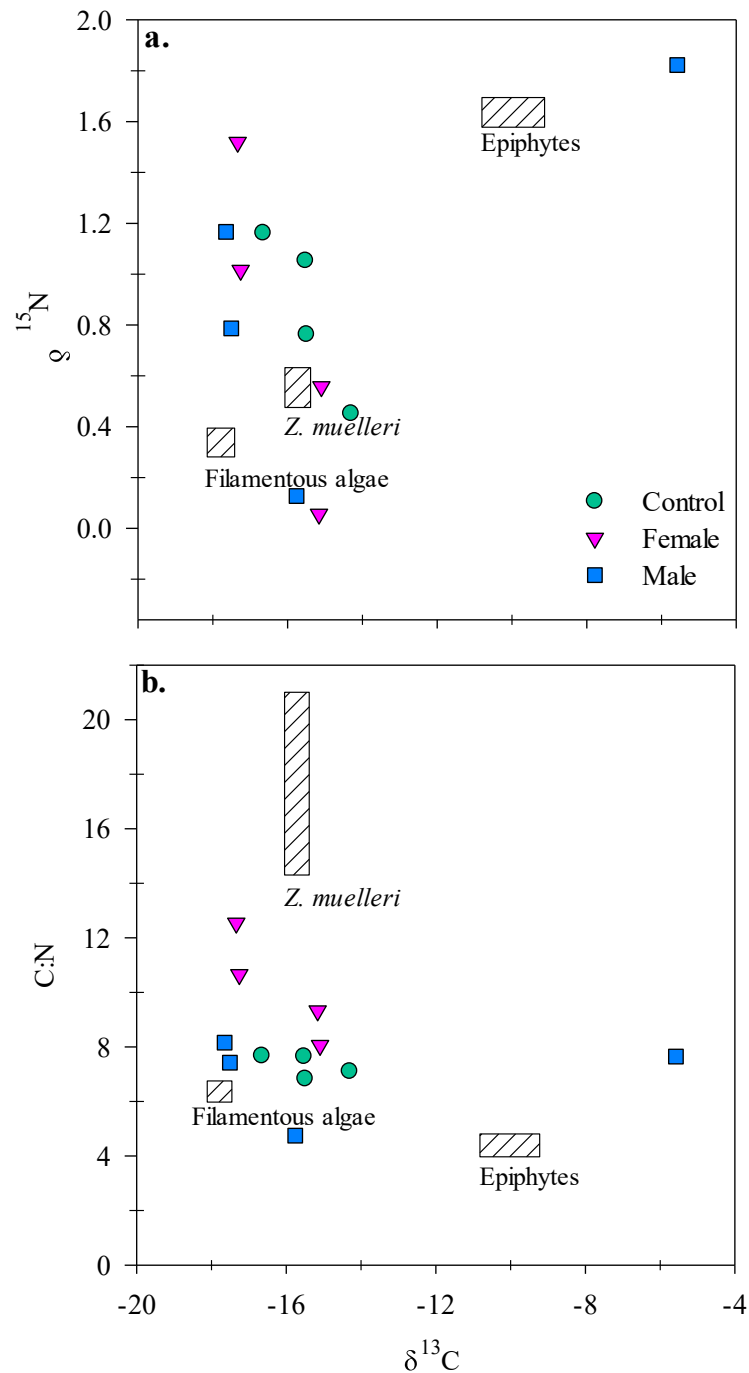 a.
2.0
1.6
1.2
0.8
0.4
0.0
δ 15N
Epiphytes
Z. muelleri
Filamentous algae
Control
Female
Male
b.
20
16
12
8
4
0
C:N
Z. muelleri
Filamentous algae
Epiphytes
-20 -16 -12 -8 -4
δ 13C